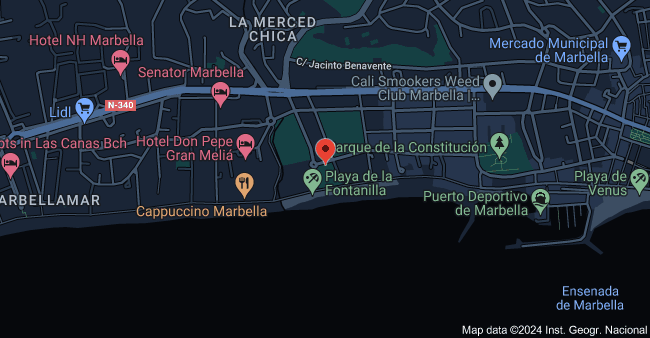 LA MERCED
CHICA
Hotel NH Marbella
Mercado Municipal
de Marbella
C/ Jacinto Benavente
Senator Marbella
Cali Smookers Weed
Club Marbella |...
N-340
Lidl
ots in Las Canas Bch
Hotel Don Pepe
Gran Meliá
arque de la Constitución
Playa de la
Fontanilla
Playa de
Venus
Puerto Deportivo
de Marbella
ARBELLAMAR
Cappuccino Marbella
Ensenada
de Marbella
Map data ©2024 Inst. Geogr. Nacional